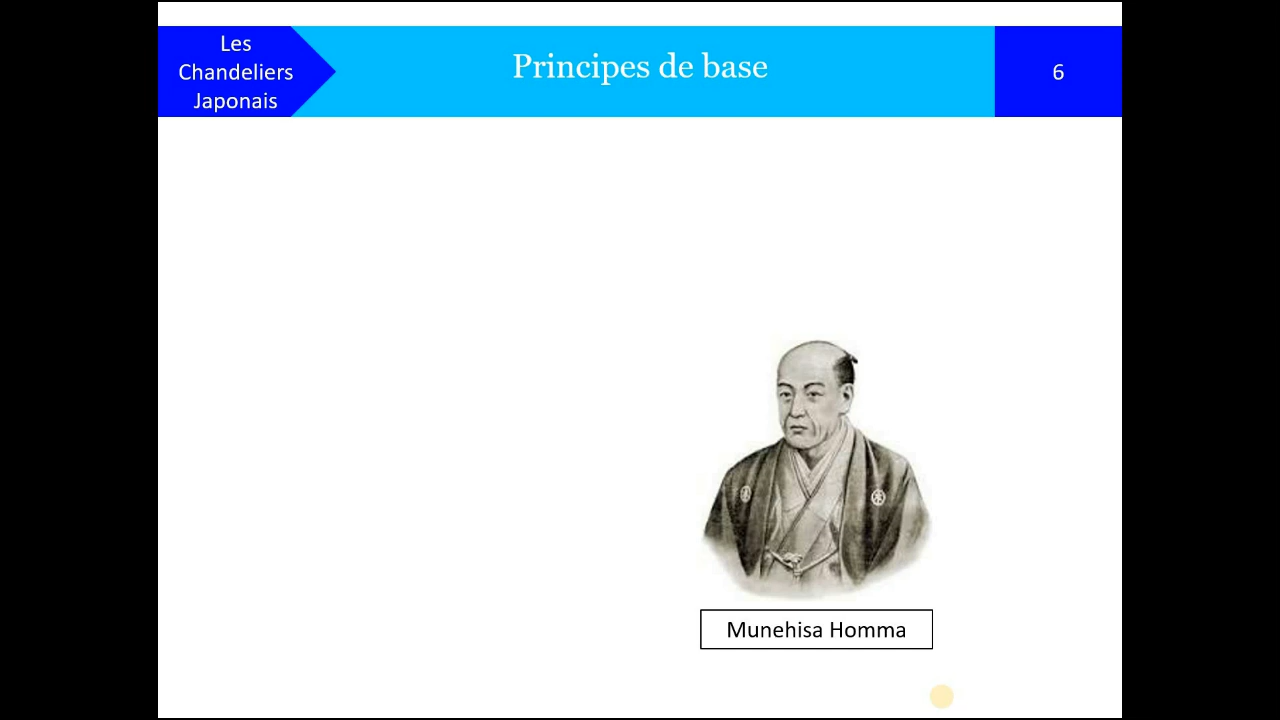 Les
Chandeliers
Japonais
Principes de base
6
Munehisa Homma